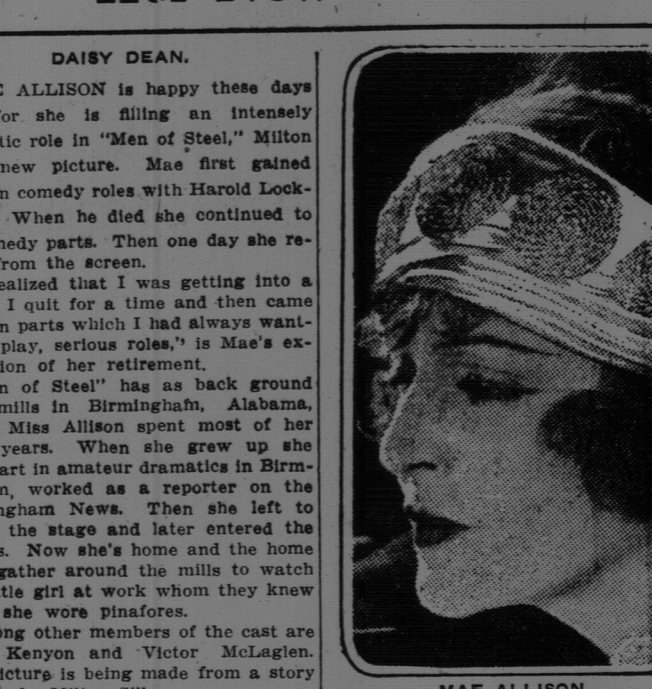 DAISY DEAN.
ALLISON is happy these days
for she is filling an intensely
tic role in "Men of Steel," Milton
new picture. Mae first gained
n comedy roles with Harold Lock-
When he died she continued to
medy parts. Then one day she re-
from the screen.
ealized that I was getting into a
I quit for a time and then came
n parts which I had always want-
play, serious roles," is Mae's ex-
ion of her retirement.
n of Steel" has as back ground
mills in Birmingham, Alabama,
Miss Allison spent most of her
years. When she grew up she
art in amateur dramatics in Birm-
n, worked as a reporter on the
ngham News. Then she left to
the stage and later entered the
s. Now she's home and the home
gather around the mills to watch
ttle girl at work whom they knew
she wore pinafores.
ong other members of the cast are
Kenyon and Victor McLaglen.
icture is being made from a story
MAE ALLISON